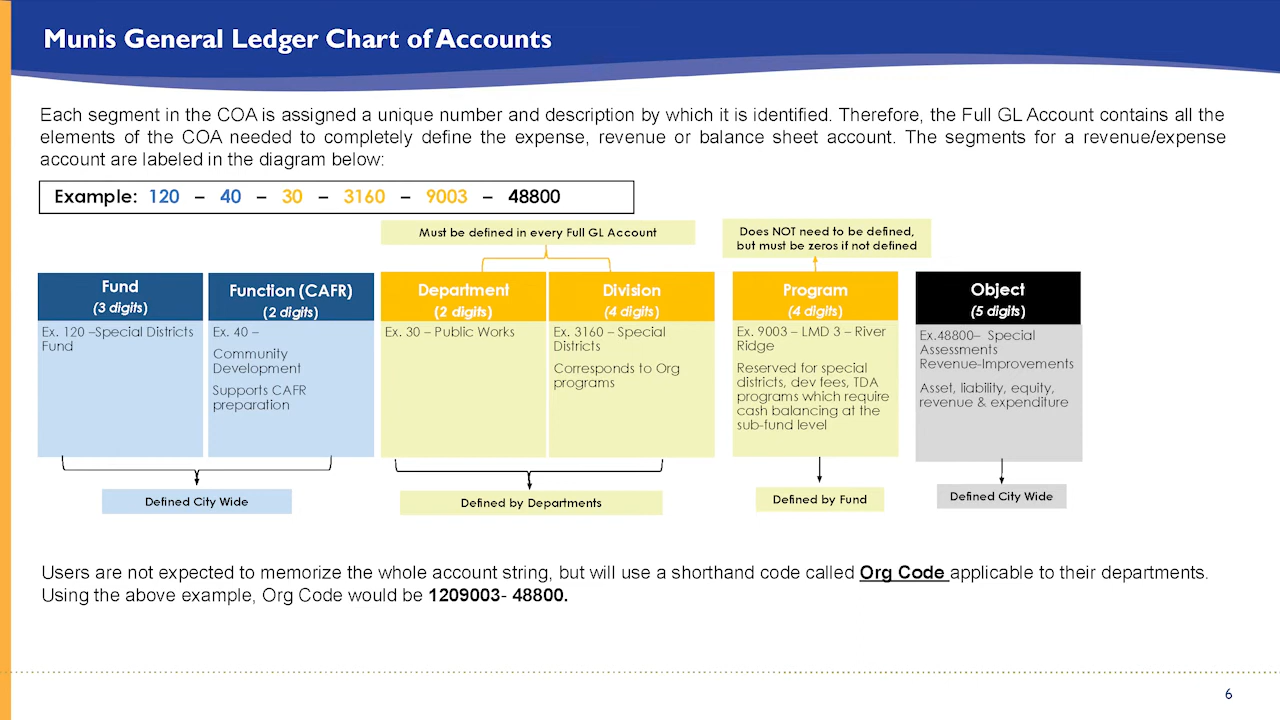 Munis General Ledger Chart of Accounts
Each segment in the COA is assigned a unique number and description by which it is identified. Therefore, the Full GL Account contains all the
elements of the COA needed to completely define the expense, revenue or balance sheet account. The segments for a revenue/expense
account are labeled in the diagram below:
Example: 120 – 40 – 30 – 3160 – 9003 – 48800
Must be defined in every Full GL Account
Does NOT need to be defined,
but must be zeros if not defined
Fund
(3 digits)
Ex. 120 –Special Districts
Fund
Function (CAFR)
(2 digits)
Ex. 40 –
Community
Development
Supports CAFR
preparation
Department
(2 digits)
Ex. 30 – Public Works
Division
(4 digits)
Ex. 3160 – Special
Districts
Corresponds to Org
programs
Program
(4 digits)
Ex. 9003 – LMD 3 – River
Ridge
Reserved for special
districts, dev fees, TDA
programs which require
cash balancing at the
sub-fund level
Object
(5 digits)
Ex.48800– Special
Assessments
Revenue-Improvements
Asset, liability, equity,
revenue & expenditure
Defined City Wide
Defined by Departments
Defined by Fund
Defined City Wide
Users are not expected to memorize the whole account string, but will use a shorthand code called Org Code applicable to their departments.
Using the above example, Org Code would be 1209003- 48800.
6